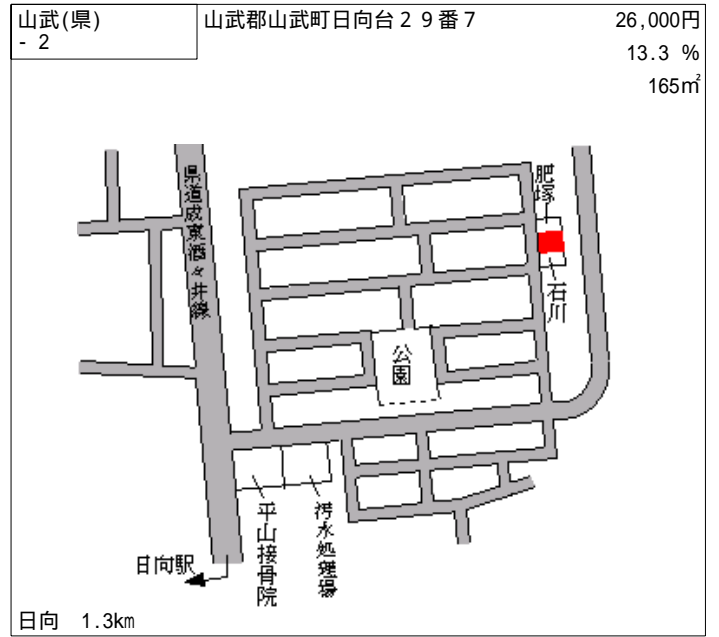 山武(県)
- 2
山武郡山武町日向台29番7
26,000円
13.3 %
165㎡
県道成東酒々井線
肥塚
石川
公園
平山接骨院
汚水処理場
日向駅
日向 1.3km